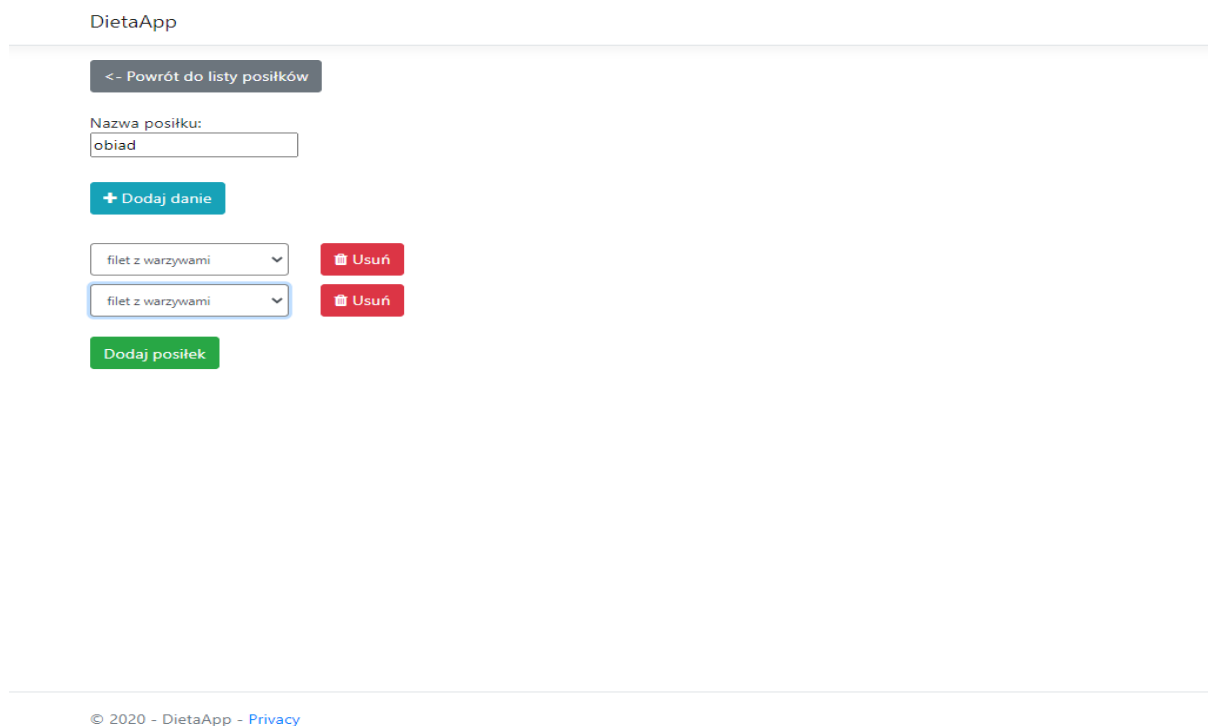 DietaApp
<- Powrót do listy posiłków
Nazwa posiłku:
obiad
+ Dodaj danie
filet z warzywami Usuń
filet z warzywami Usuń
Dodaj posiłek
© 2020 - DietaApp - Privacy